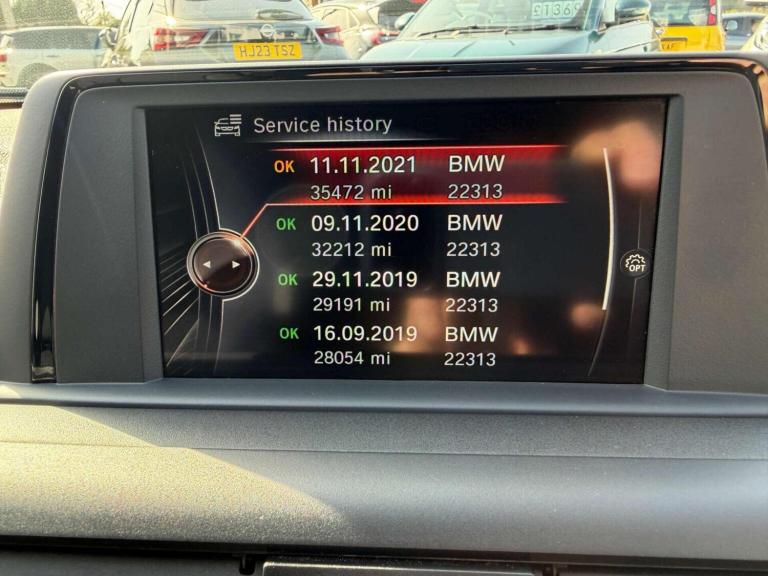 HJ23 TSZ
Service history
OK 11.11.2021 BMW
35472 mi 22313
OK 09.11.2020 BMW
32212 mi 22313
OK 29.11.2019 BMW
29191 mi 22313
OK 16.09.2019 BMW
28054 mi 22313
OPT